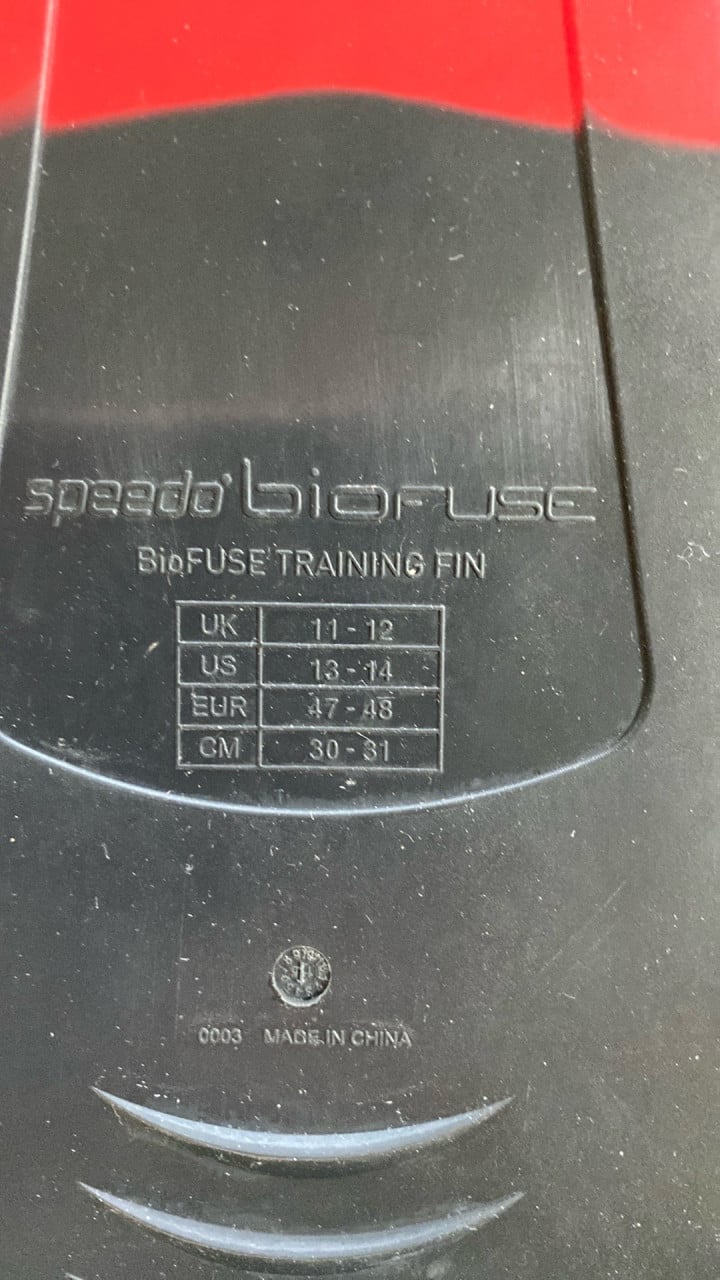 speedo biofuse
BioFUSE TRAINING FIN
UK 11 - 12
US 13 - 14
EUR 47 - 48
CM 30 - 31
0003 MADE IN CHINA